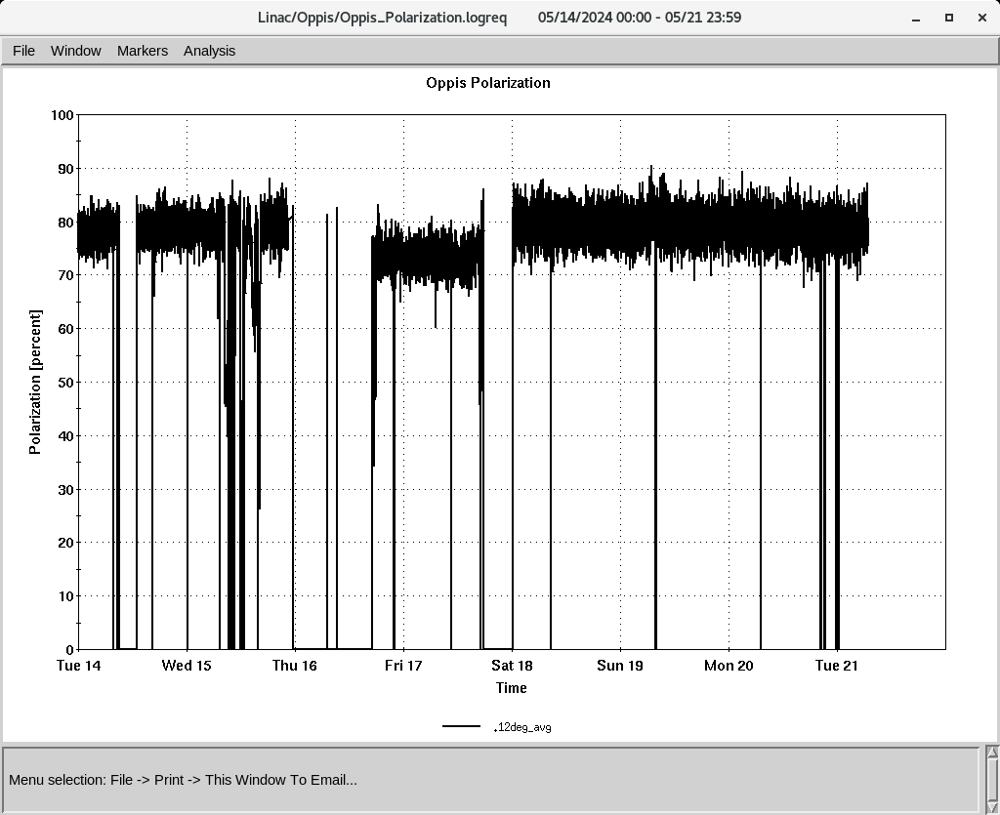 Linac/Oppis/Oppis_Polarization.logreq 05/14/2024 00:00 - 05/21 23:59
File Window Markers Analysis
Oppis Polarization
100
90
80
70
60
50
40
30
20
10
0
Polarization [percent]
Tue 14 Wed 15 Thu 16 Fri 17 Sat 18 Sun 19 Mon 20 Tue 21
Time
.12deg_avg
Menu selection: File -> Print -> This Window To Email...